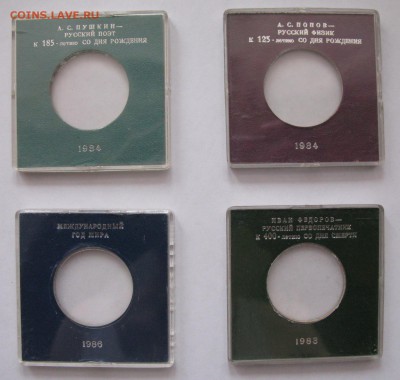 COINS.LAVE.RU
А. С. ПУШКИН—
РУССКИЙ ПОЭТ
К 185-летию СО ДНЯ РОЖДЕНИЯ
1984
А. С. ПОПОВ—
РУССКИЙ ФИЗИК
К 125-летию СО ДНЯ РОЖДЕНИЯ
1984
МЕЖДУНАРОДНЫЙ
ГОД МИРА
1986
ИВАН ФЕДОРОВ—
РУССКИЙ ПЕРВОПЕЧАТНИК
К 400-летию СО ДНЯ СМЕРТИ
1983